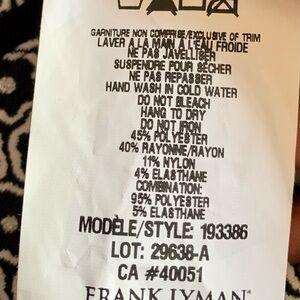 GARNITURE NON COMPRISE/EXCLUSIVE OF TRIM
LAVER A LA MAIN A L'EAU FROIDE
NE PAS JAVELLISER
SUSPENDRE POUR SÉCHER
NE PAS REPASSER
HAND WASH IN COLD WATER
DO NOT BLEACH
HANG TO DRY
DO NOT IRON
45% POLYESTER
40% RAYONNE/RAYON
11% NYLON
4% ELASTHANE
COMBINATION:
95% POLYESTER
5% ELASTHANE
MODÈLE/STYLE: 193386
LOT: 29638-A
CA #40051
FRANK LYMAN